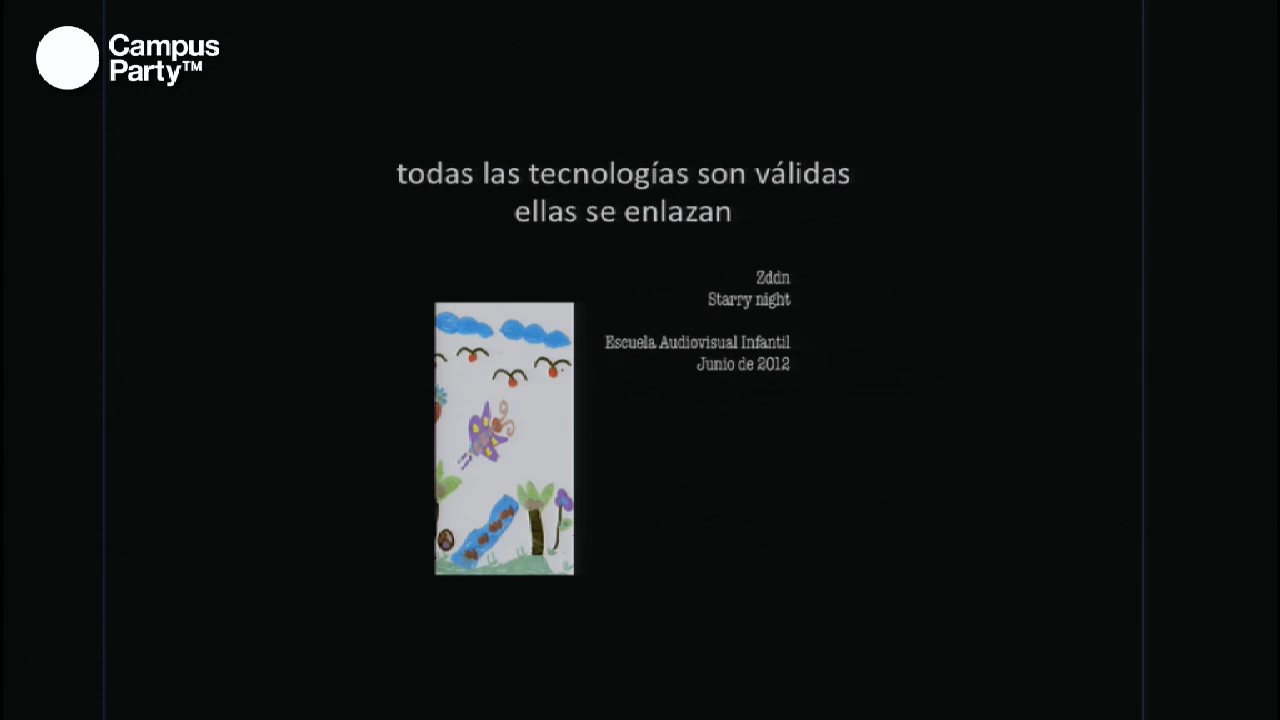 Campus
Party™
todas las tecnologías son válidas
ellas se enlazan
Zddn
Starry night
Escuela Audiovisual Infantil
Junio de 2012